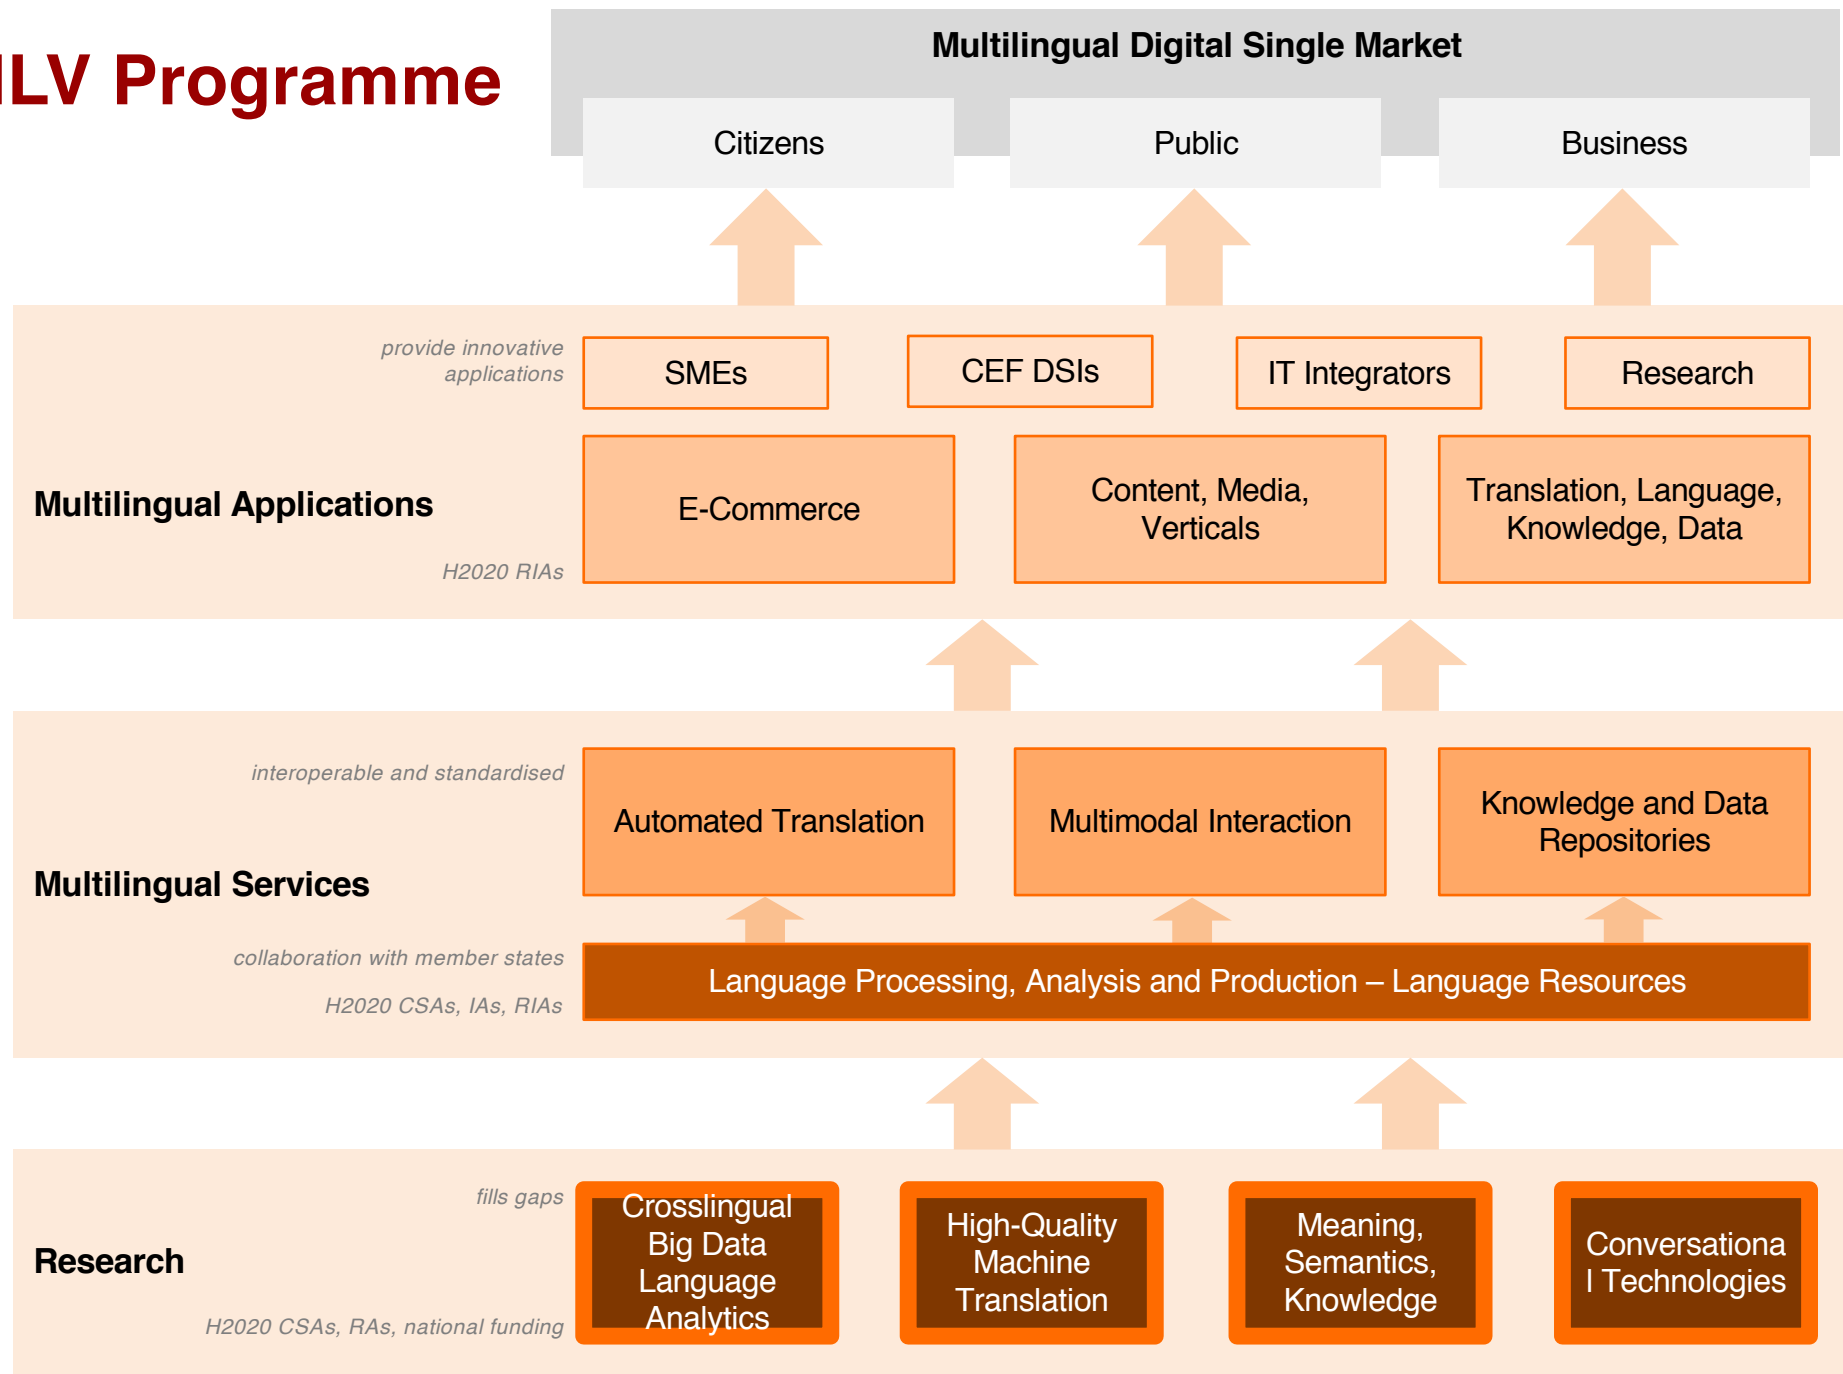 LV Programme
Multilingual Digital Single Market
Citizens
Public
Business
provide innovative
applications
SMEs
CEF DSIs
IT Integrators
Research
Multilingual Applications
E-Commerce
Content, Media,
Verticals
Translation, Language,
Knowledge, Data
H2020 RIAs
interoperable and standardised
Automated Translation
Multimodal Interaction
Knowledge and Data
Repositories
Multilingual Services
collaboration with member states
H2020 CSAs, IAs, RIAs
Language Processing, Analysis and Production – Language Resources
fills gaps
Research
H2020 CSAs, RAs, national funding
Crosslingual
Big Data
Language
Analytics
High-Quality
Machine
Translation
Meaning,
Semantics,
Knowledge
Conversationa
l Technologies